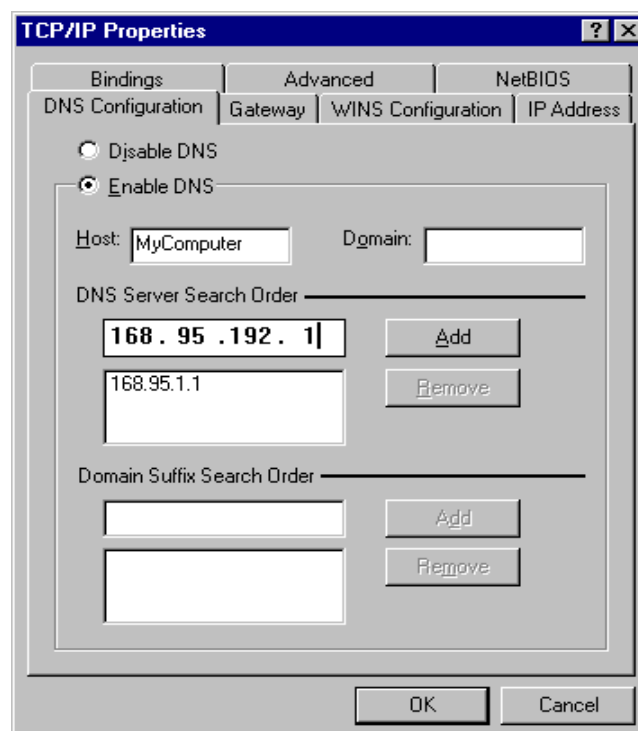 TCP/IP Properties
Bindings Advanced NetBIOS
DNS Configuration Gateway WINS Configuration IP Address
Disable DNS
Enable DNS
Host: MyComputer Domain:
DNS Server Search Order
168. 95 .192. 1
Add
168.95.1.1
Remove
Domain Suffix Search Order
Add
Remove
OK Cancel